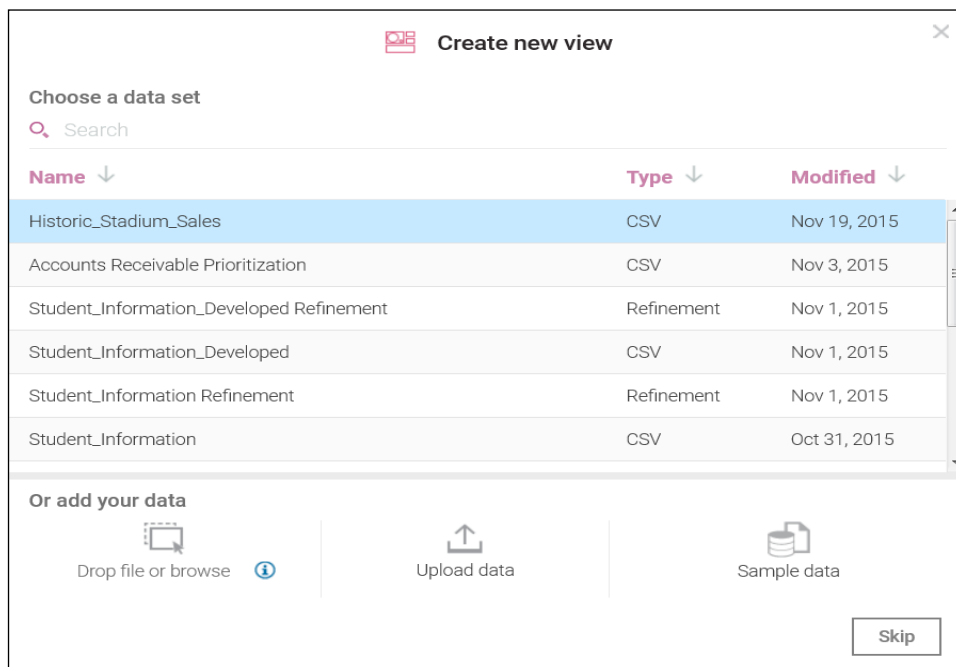 Create new view
Choose a data set
Search
Name Type Modified
Historic_Stadium_Sales CSV Nov 19, 2015
Accounts Receivable Prioritization CSV Nov 3, 2015
Student_Information_Developed Refinement Refinement Nov 1, 2015
Student_Information_Developed CSV Nov 1, 2015
Student_Information Refinement Refinement Nov 1, 2015
Student_Information CSV Oct 31, 2015
Or add your data
Drop file or browse Upload data Sample data
Skip